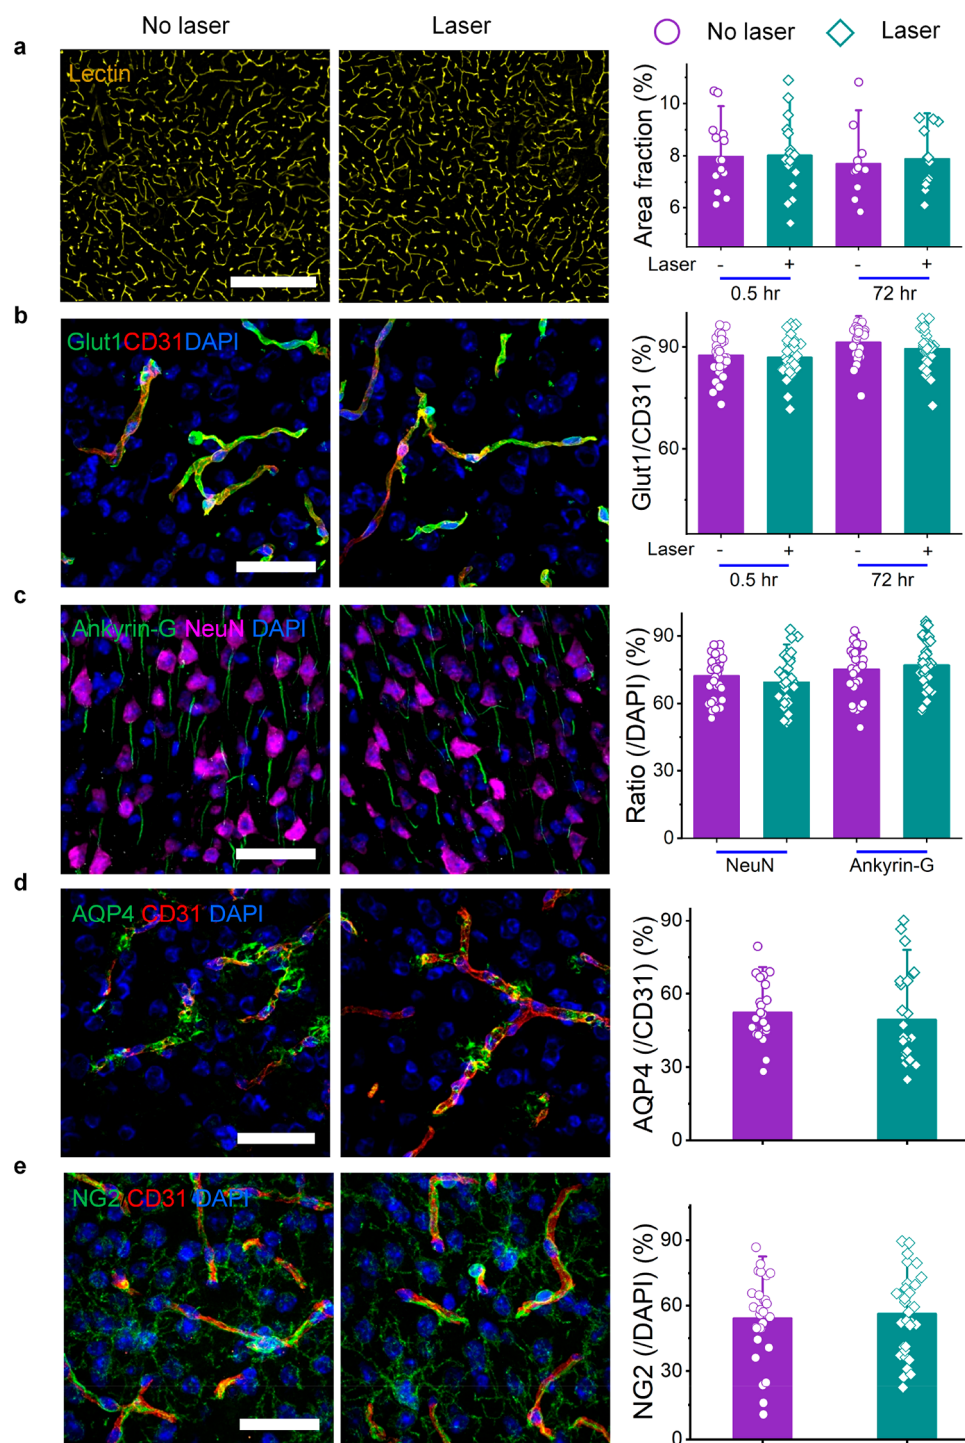 No laser
Laser
No laser
Laser
a
Lectin
Area fraction (%)
10
8
6
Laser
-
+
-
+
0.5 hr
72 hr
b
Glut1CD31DAPI
Glut1/CD31 (%)
90
60
Laser
-
+
-
+
0.5 hr
72 hr
c
Ankyrin-G NeuN DAPI
Ratio (/DAPI) (%)
90
60
30
0
NeuN
Ankyrin-G
d
AQP4 CD31 DAPI
AQP4 (/CD31) (%)
90
60
30
0
e
NG2/CD31 DAPI
NG2 (/DAPI) (%)
90
60
30
0